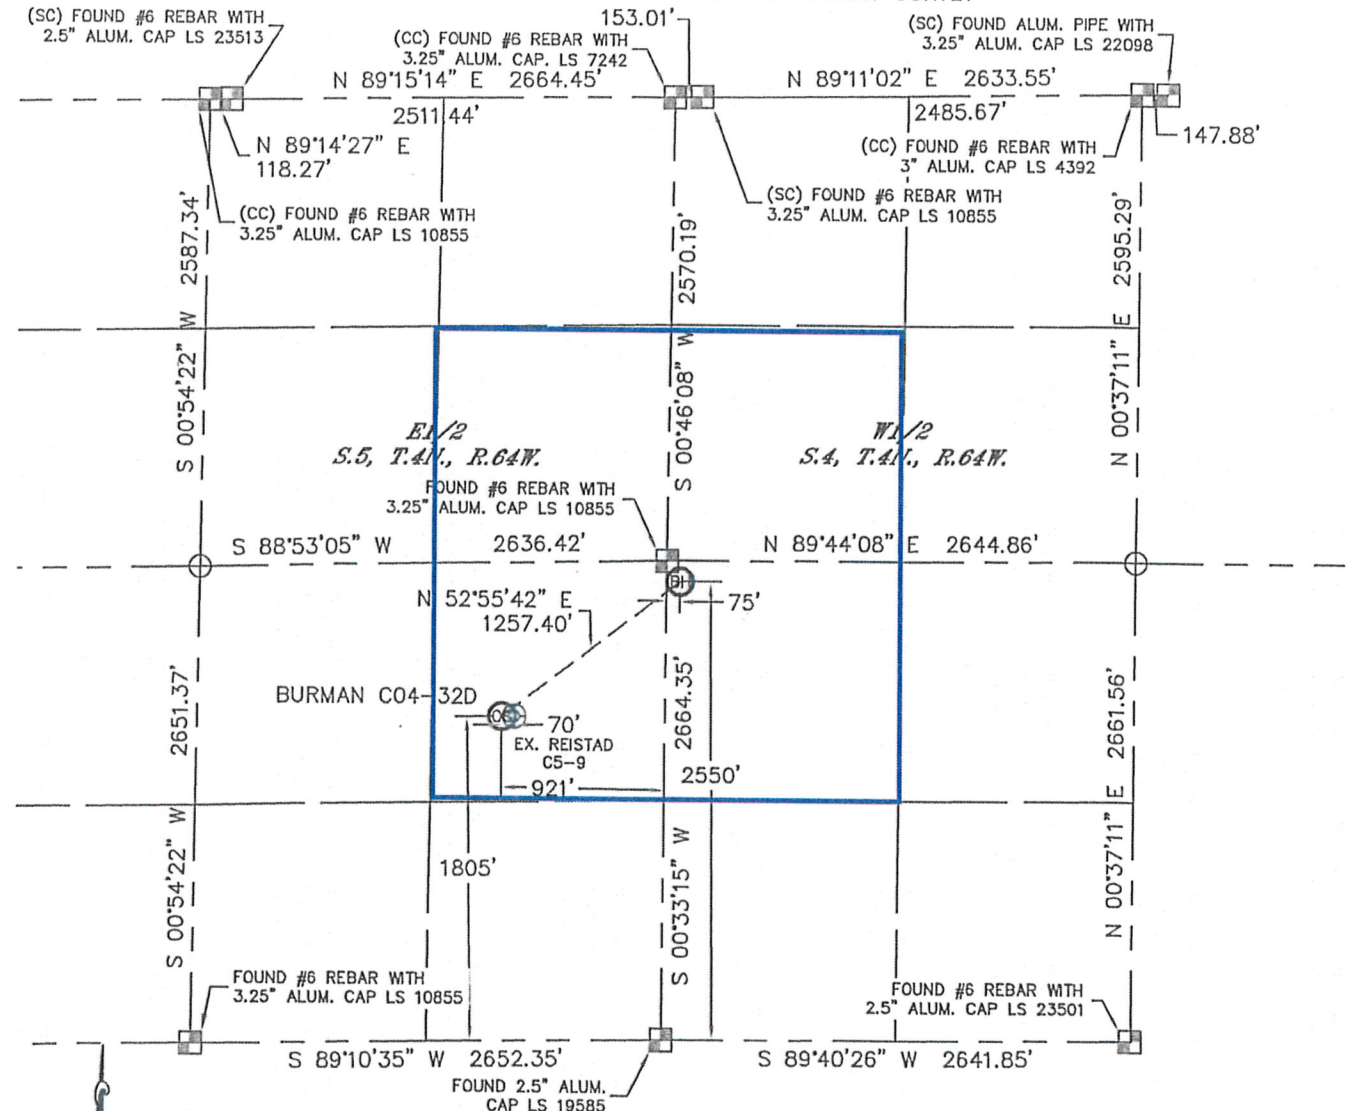 153.01'
(SC) FOUND #6 REBAR WITH
2.5" ALUM. CAP LS 23513
(CC) FOUND #6 REBAR WITH
3.25" ALUM. CAP. LS 7242
(SC) FOUND ALUM. PIPE WITH
3.25" ALUM. CAP LS 22098
N 89°15'14" E 2664.45'
N 89°11'02" E 2633.55'
2511.44'
2485.67'
147.88'
N 89°14'27" E
118.27'
(CC) FOUND #6 REBAR WITH
3" ALUM. CAP LS 4392
(CC) FOUND #6 REBAR WITH
3.25" ALUM. CAP LS 10855
(SC) FOUND #6 REBAR WITH
3.25" ALUM. CAP LS 10855
S 00°54'22" W 2587.34'
S 00°46'08" W 2570.19'
N 00°37'11" E 2595.29'
E1/2
S.5, T.4N., R.64W.
W1/2
S.4, T.4N., R.64W.
FOUND #6 REBAR WITH
3.25" ALUM. CAP LS 10855
S 88°53'05" W 2636.42'
N 89°44'08" E 2644.86'
BH
75'
N 52°55'42" E
1257.40'
BURMAN C04-32D
70'
EX. REISTAD
C5-9
921'
2550'
1805'
S 00°54'22" W 2651.37'
S 00°33'15" W 2664.35'
N 00°37'11" E 2661.56'
FOUND #6 REBAR WITH
3.25" ALUM. CAP LS 10855
FOUND #6 REBAR WITH
2.5" ALUM. CAP LS 23501
S 89°10'35" W 2652.35'
S 89°40'26" W 2641.85'
FOUND 2.5" ALUM.
CAP LS 19585